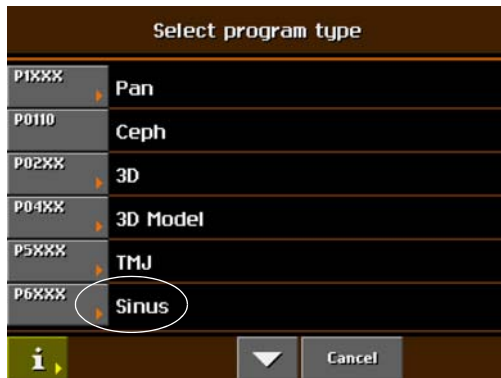 Select program type
P1XXX
Pan
P0110
Ceph
P02XX
3D
P04XX
3D Model
P5XXX
TMJ
P6XXX
Sinus
i
Cancel